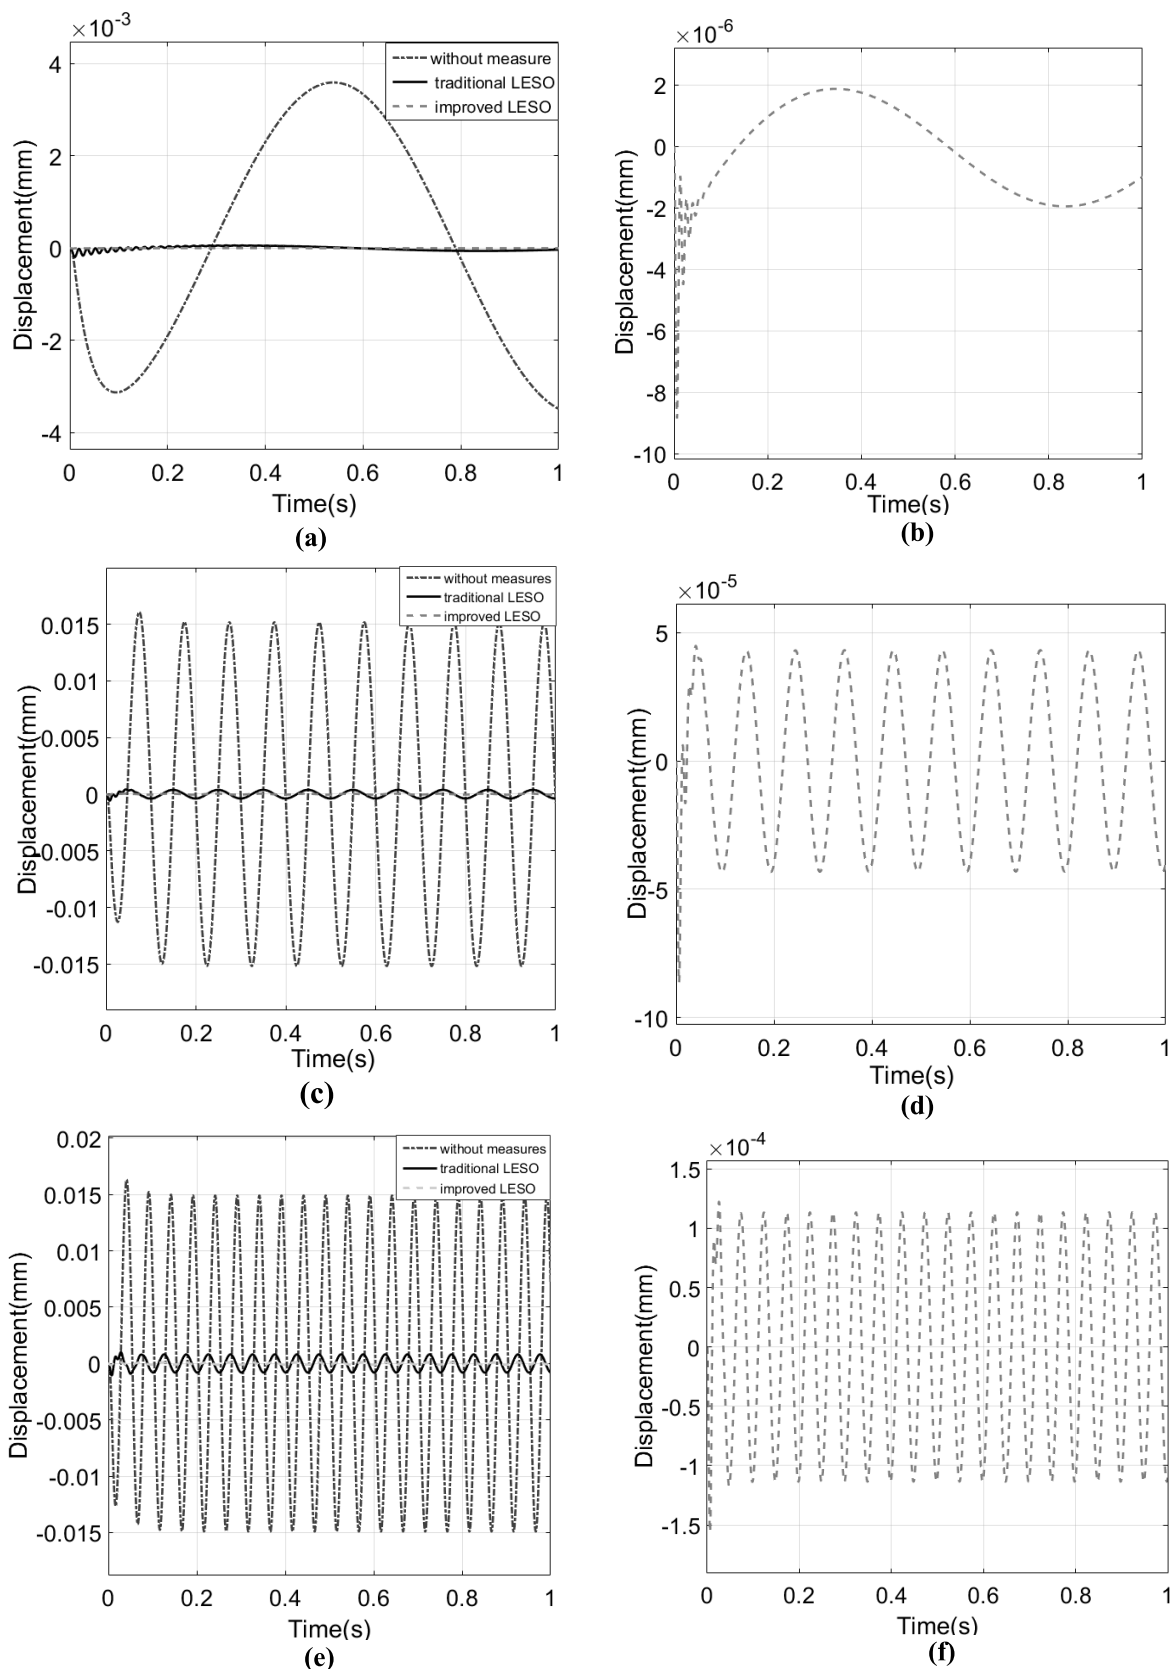 ×10-3
4
2
0
-2
-4
Displacement(mm)
without measure
traditional LESO
improved LESO
0 0.2 0.4 0.6 0.8 1
Time(s)
(a)
×10-6
2
0
-2
-4
-6
-8
-10
Displacement(mm)
0 0.2 0.4 0.6 0.8 1
Time(s)
(b)
0.015
0.01
0.005
0
-0.005
-0.01
-0.015
Displacement(mm)
without measures
traditional LESO
improved LESO
0 0.2 0.4 0.6 0.8 1
Time(s)
(c)
×10-5
5
0
-5
-10
Displacement(mm)
0 0.2 0.4 0.6 0.8 1
Time(s)
(d)
0.02
0.015
0.01
0.005
0
-0.005
-0.01
-0.015
Displacement(mm)
without measures
traditional LESO
improved LESO
0 0.2 0.4 0.6 0.8 1
Time(s)
(e)
×10-4
1.5
1
0.5
0
-0.5
-1
-1.5
Displacement(mm)
0 0.2 0.4 0.6 0.8 1
Time(s)
(f)